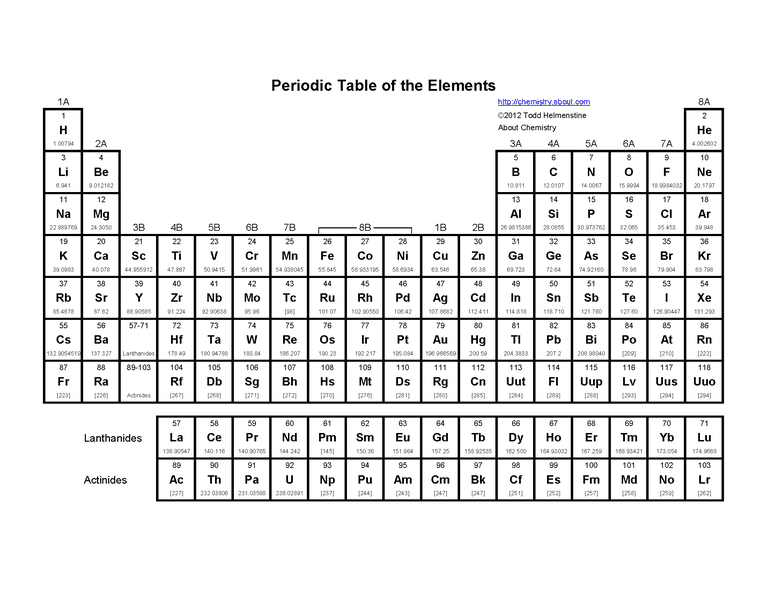 Periodic Table of the Elements
1A http://chemistry.about.com 8A
1 ©2012 Todd Helmenstine 2
H About Chemistry He
1.00794 2A 3A 4A 5A 6A 7A 4.002602
3 4 5 6 7 8 9 10
Li Be B C N O F Ne
6.941 9.012182 10.811 12.0107 14.0067 15.9994 18.9984032 20.1797
11 12 13 14 15 16 17 18
Na Mg Al Si P S Cl Ar
22.989769 24.3050 3B 4B 5B 6B 7B 8B 1B 2B 26.9815386 28.0855 30.973762 32.065 35.453 39.948
19 20 21 22 23 24 25 26 27 28 29 30 31 32 33 34 35 36
K Ca Sc Ti V Cr Mn Fe Co Ni Cu Zn Ga Ge As Se Br Kr
39.0983 40.078 44.955912 47.867 50.9415 51.9961 54.938045 55.845 58.933195 58.6934 63.546 65.38 69.723 72.64 74.92160 78.96 79.904 83.798
37 38 39 40 41 42 43 44 45 46 47 48 49 50 51 52 53 54
Rb Sr Y Zr Nb Mo Tc Ru Rh Pd Ag Cd In Sn Sb Te I Xe
85.4678 87.62 88.90585 91.224 92.90638 95.96 [98] 101.07 102.90550 106.42 107.8682 112.411 114.818 118.710 121.760 127.60 126.90447 131.293
55 56 57-71 72 73 74 75 76 77 78 79 80 81 82 83 84 85 86
Cs Ba Hf Ta W Re Os Ir Pt Au Hg Tl Pb Bi Po At Rn
132.9054519 137.327 Lanthanides 178.49 180.94788 183.84 186.207 190.23 192.217 195.084 196.966569 200.59 204.3833 207.2 208.98040 [209] [210] [222]
87 88 89-103 104 105 106 107 108 109 110 111 112 113 114 115 116 117 118
Fr Ra Rf Db Sg Bh Hs Mt Ds Rg Cn Uut Fl Uup Lv Uus Uuo
[223] [226] Actinides [267] [268] [271] [272] [270] [276] [281] [280] [285] [284] [289] [288] [293] [294] [294]
57 58 59 60 61 62 63 64 65 66 67 68 69 70 71
Lanthanides La Ce Pr Nd Pm Sm Eu Gd Tb Dy Ho Er Tm Yb Lu
138.90547 140.116 140.90765 144.242 [145] 150.36 151.964 157.25 158.92535 162.500 164.93032 167.259 168.93421 173.054 174.9668
89 90 91 92 93 94 95 96 97 98 99 100 101 102 103
Actinides Ac Th Pa U Np Pu Am Cm Bk Cf Es Fm Md No Lr
[227] 232.03806 231.03588 238.02891 [237] [244] [243] [247] [247] [251] [252] [257] [258] [259] [262]